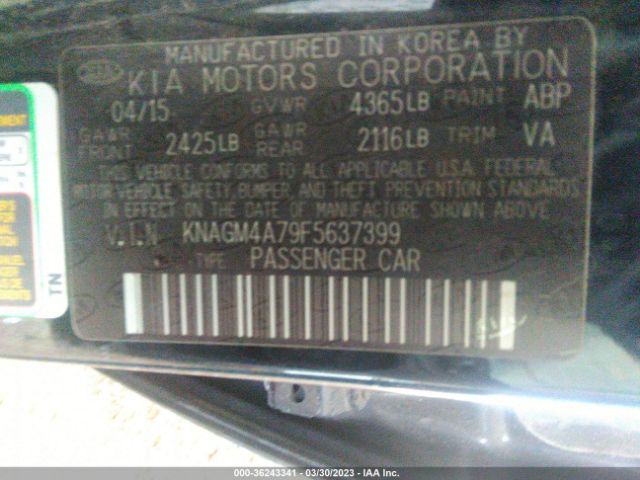 MANUFACTURED IN KOREA BY
KIA MOTORS CORPORATION
04/15 GVWR 4365LB PAINT ABP
GAWR FRONT 2425LB GAWR REAR 2116LB TRIM VA
THIS VEHICLE CONFORMS TO ALL APPLICABLE U.S.A. FEDERAL
MOTOR VEHICLE SAFETY, BUMPER, AND THEFT PREVENTION STANDARDS
IN EFFECT ON THE DATE OF MANUFACTURE SHOWN ABOVE.
V.I.N KNAGM4A79F5637399
TYPE PASSENGER CAR
TN
000-36243341 - 03/30/2023 - IAA Inc.